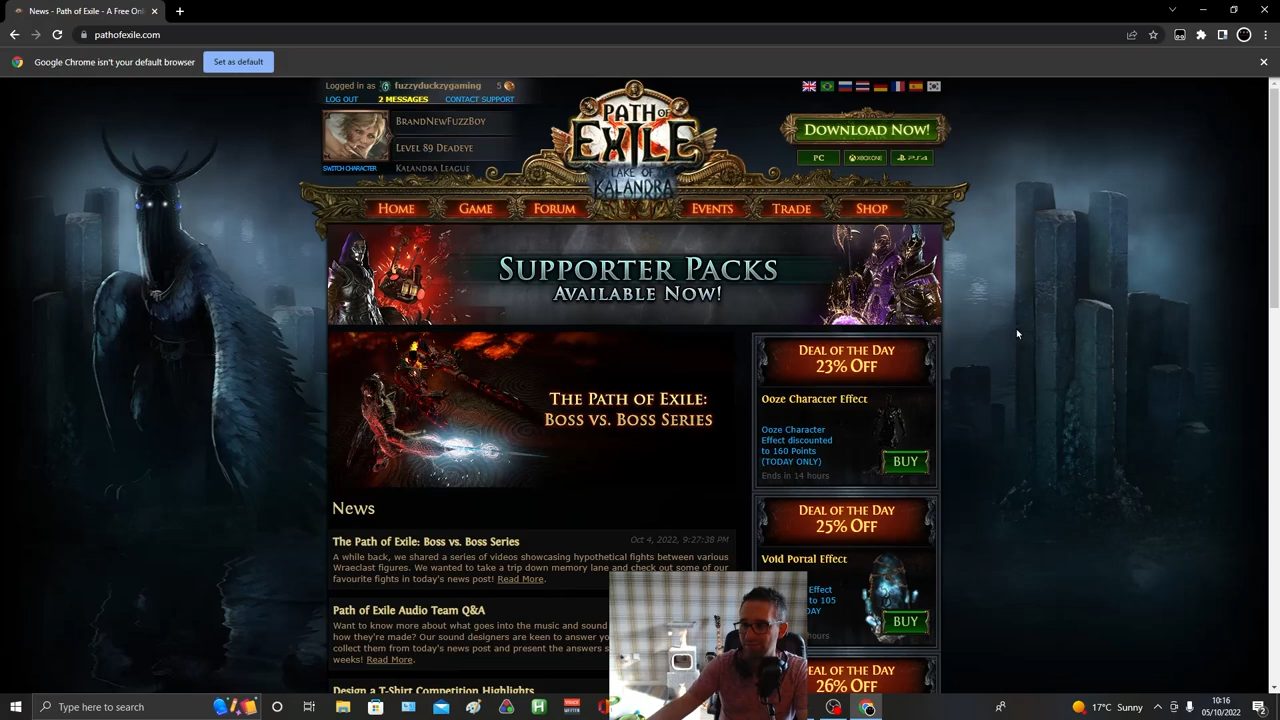 News - Path of Exile - A Free Onl
pathofexile.com
Google Chrome isn't your default browser
Set as default
Logged in as fuzzyduckzygaming 5
LOG OUT 2 MESSAGES CONTACT SUPPORT
BrandNewFuzzBoy
Level 89 Deadeye
SWITCH CHARACTER Kalandra League
PATH OF
EXILE
LAKE OF
KALANDRA
Download Now!
PC XBOX ONE PS4
Home Game Forum Events Trade Shop
Supporter Packs
Available Now!
The Path of Exile:
Boss vs. Boss Series
Deal of the Day
23% Off
Ooze Character Effect
Ooze Character
Effect discounted
to 160 Points
(TODAY ONLY)
BUY
Ends in 14 hours
News
The Path of Exile: Boss vs. Boss Series Oct 4, 2022, 9:27:38 PM
A while back, we shared a series of videos showcasing hypothetical fights between various
Wraeclast figures. We wanted to take a trip down memory lane and check out some of our
favourite fights in today's news post! Read More.
Path of Exile Audio Team Q&A
Want to know more about what goes into the music and sound
how they're made? Our sound designers are keen to answer
collect them from today's news post and present the answers
weeks! Read More.
Design a T-Shirt Competition Highlights
Deal of the Day
25% Off
Void Portal Effect
Effect
to 105
BUY
hours
Deal of the Day
26% Off
Type here to search
17°C Sunny
10:16
05/10/2022